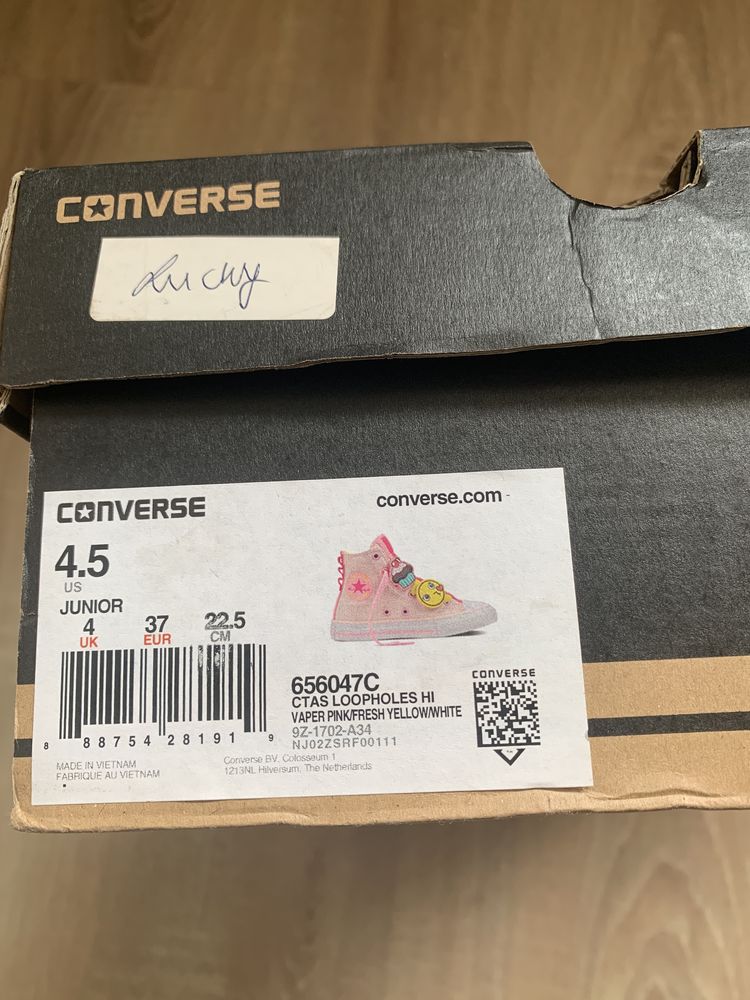 CONVERSE
CONVERSE
converse.com
4.5
US
JUNIOR
4 37 22.5
UK EUR CM
8 88754 28191 9
656047C
CTAS LOOPHOLES HI
VAPER PINK/FRESH YELLOW/WHITE
9Z-1702-A34
NJ02ZSRF00111
CONVERSE
MADE IN VIETNAM
FABRIQUE AU VIETNAM
Converse BV, Colosseum 1
1213NL Hilversum, The Netherlands